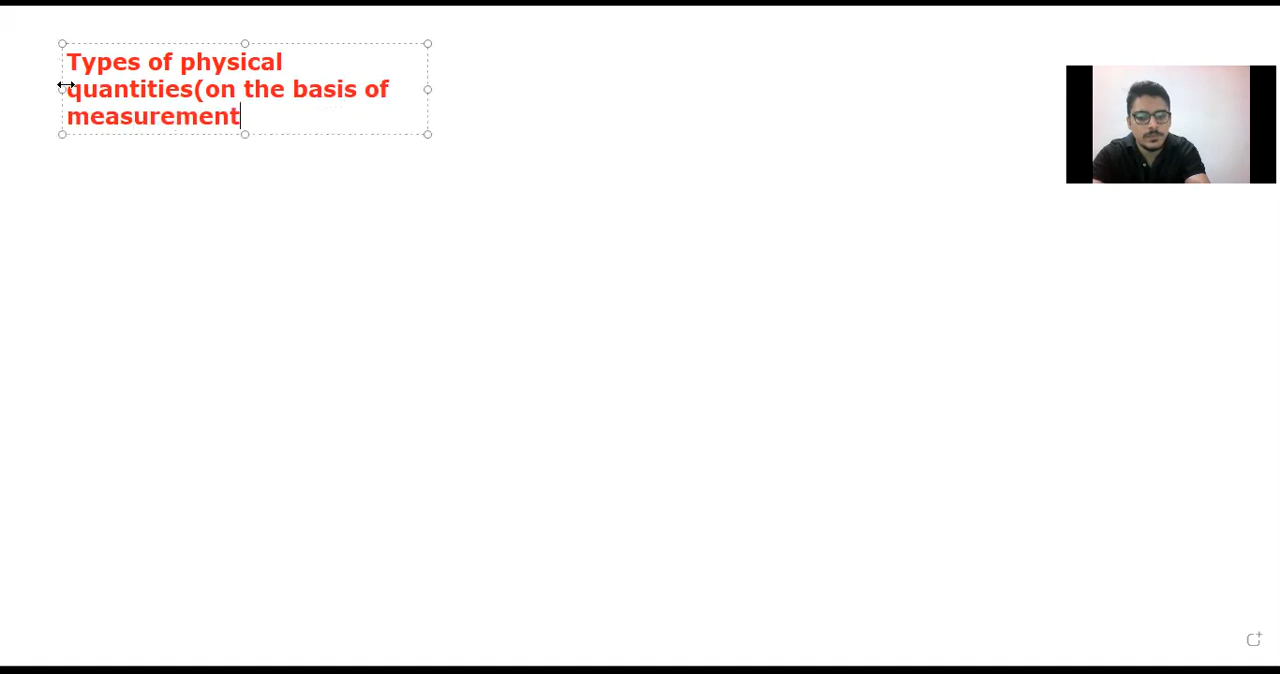 Types of physical
quantities(on the basis of
measurement